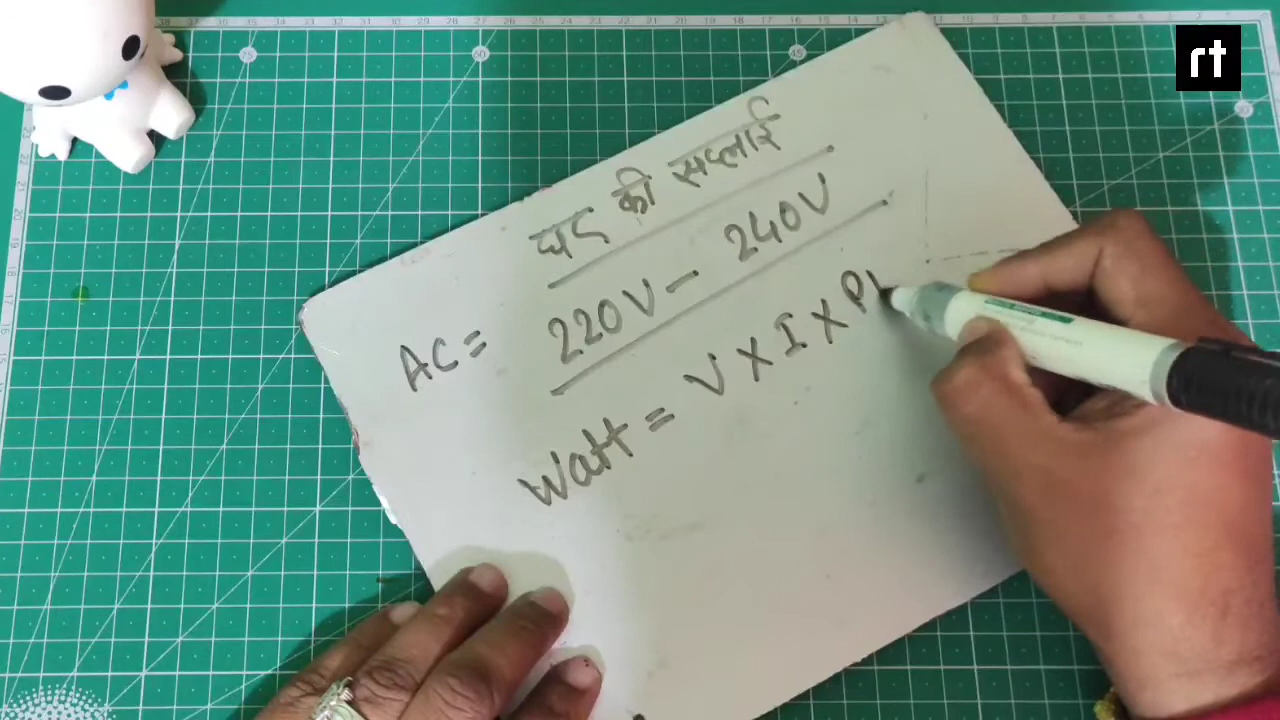 घर की सप्लाई
AC = 220V - 240V
Watt = V X I X P
rt